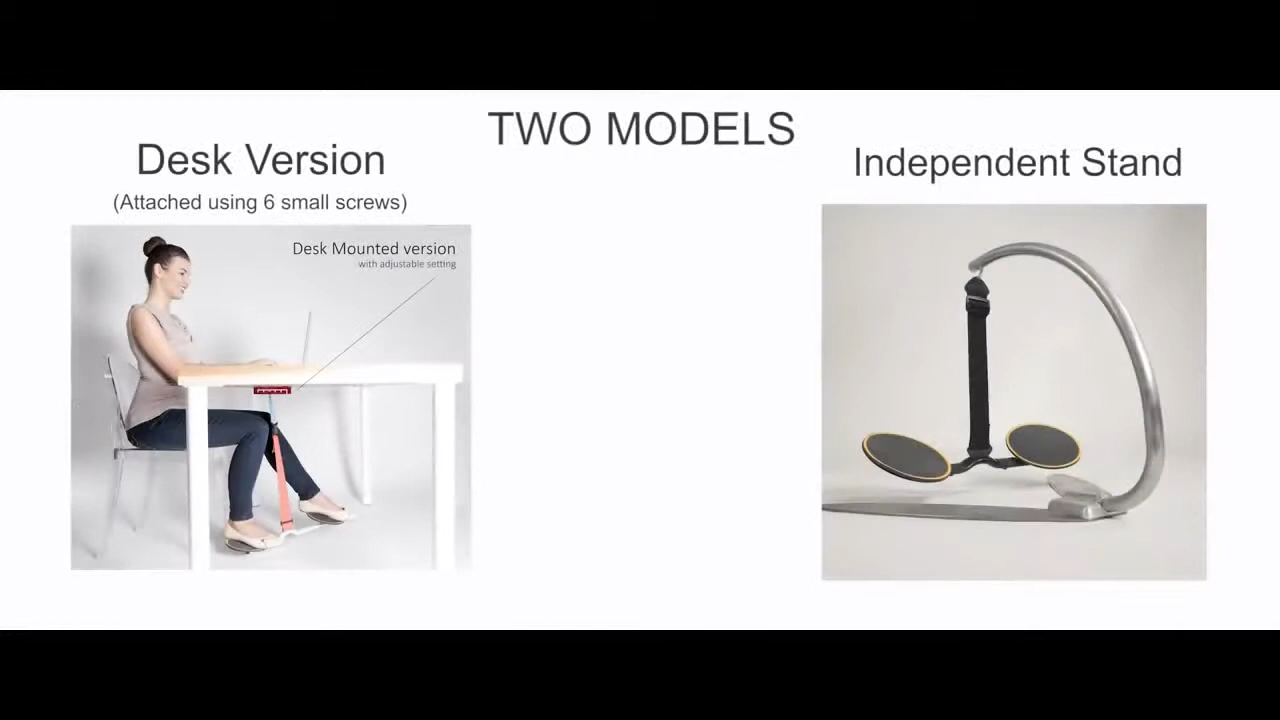 TWO MODELS
Desk Version
(Attached using 6 small screws)
Desk Mounted version
with adjustable setting
Independent Stand